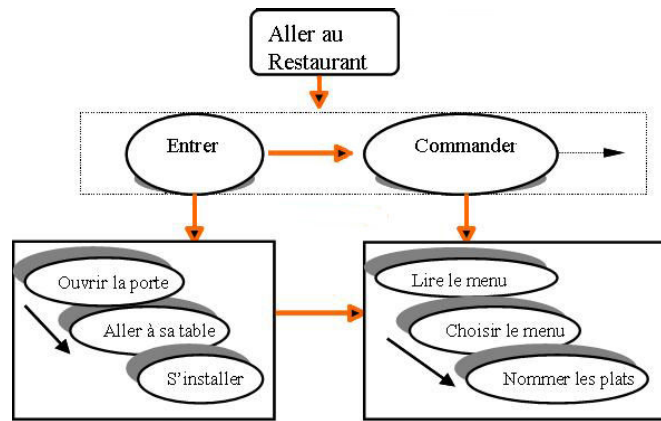 Aller au
Restaurant
Entrer
Commander
Ouvrir la porte
Aller à sa table
S'installer
Lire le menu
Choisir le menu
Nommer les plats